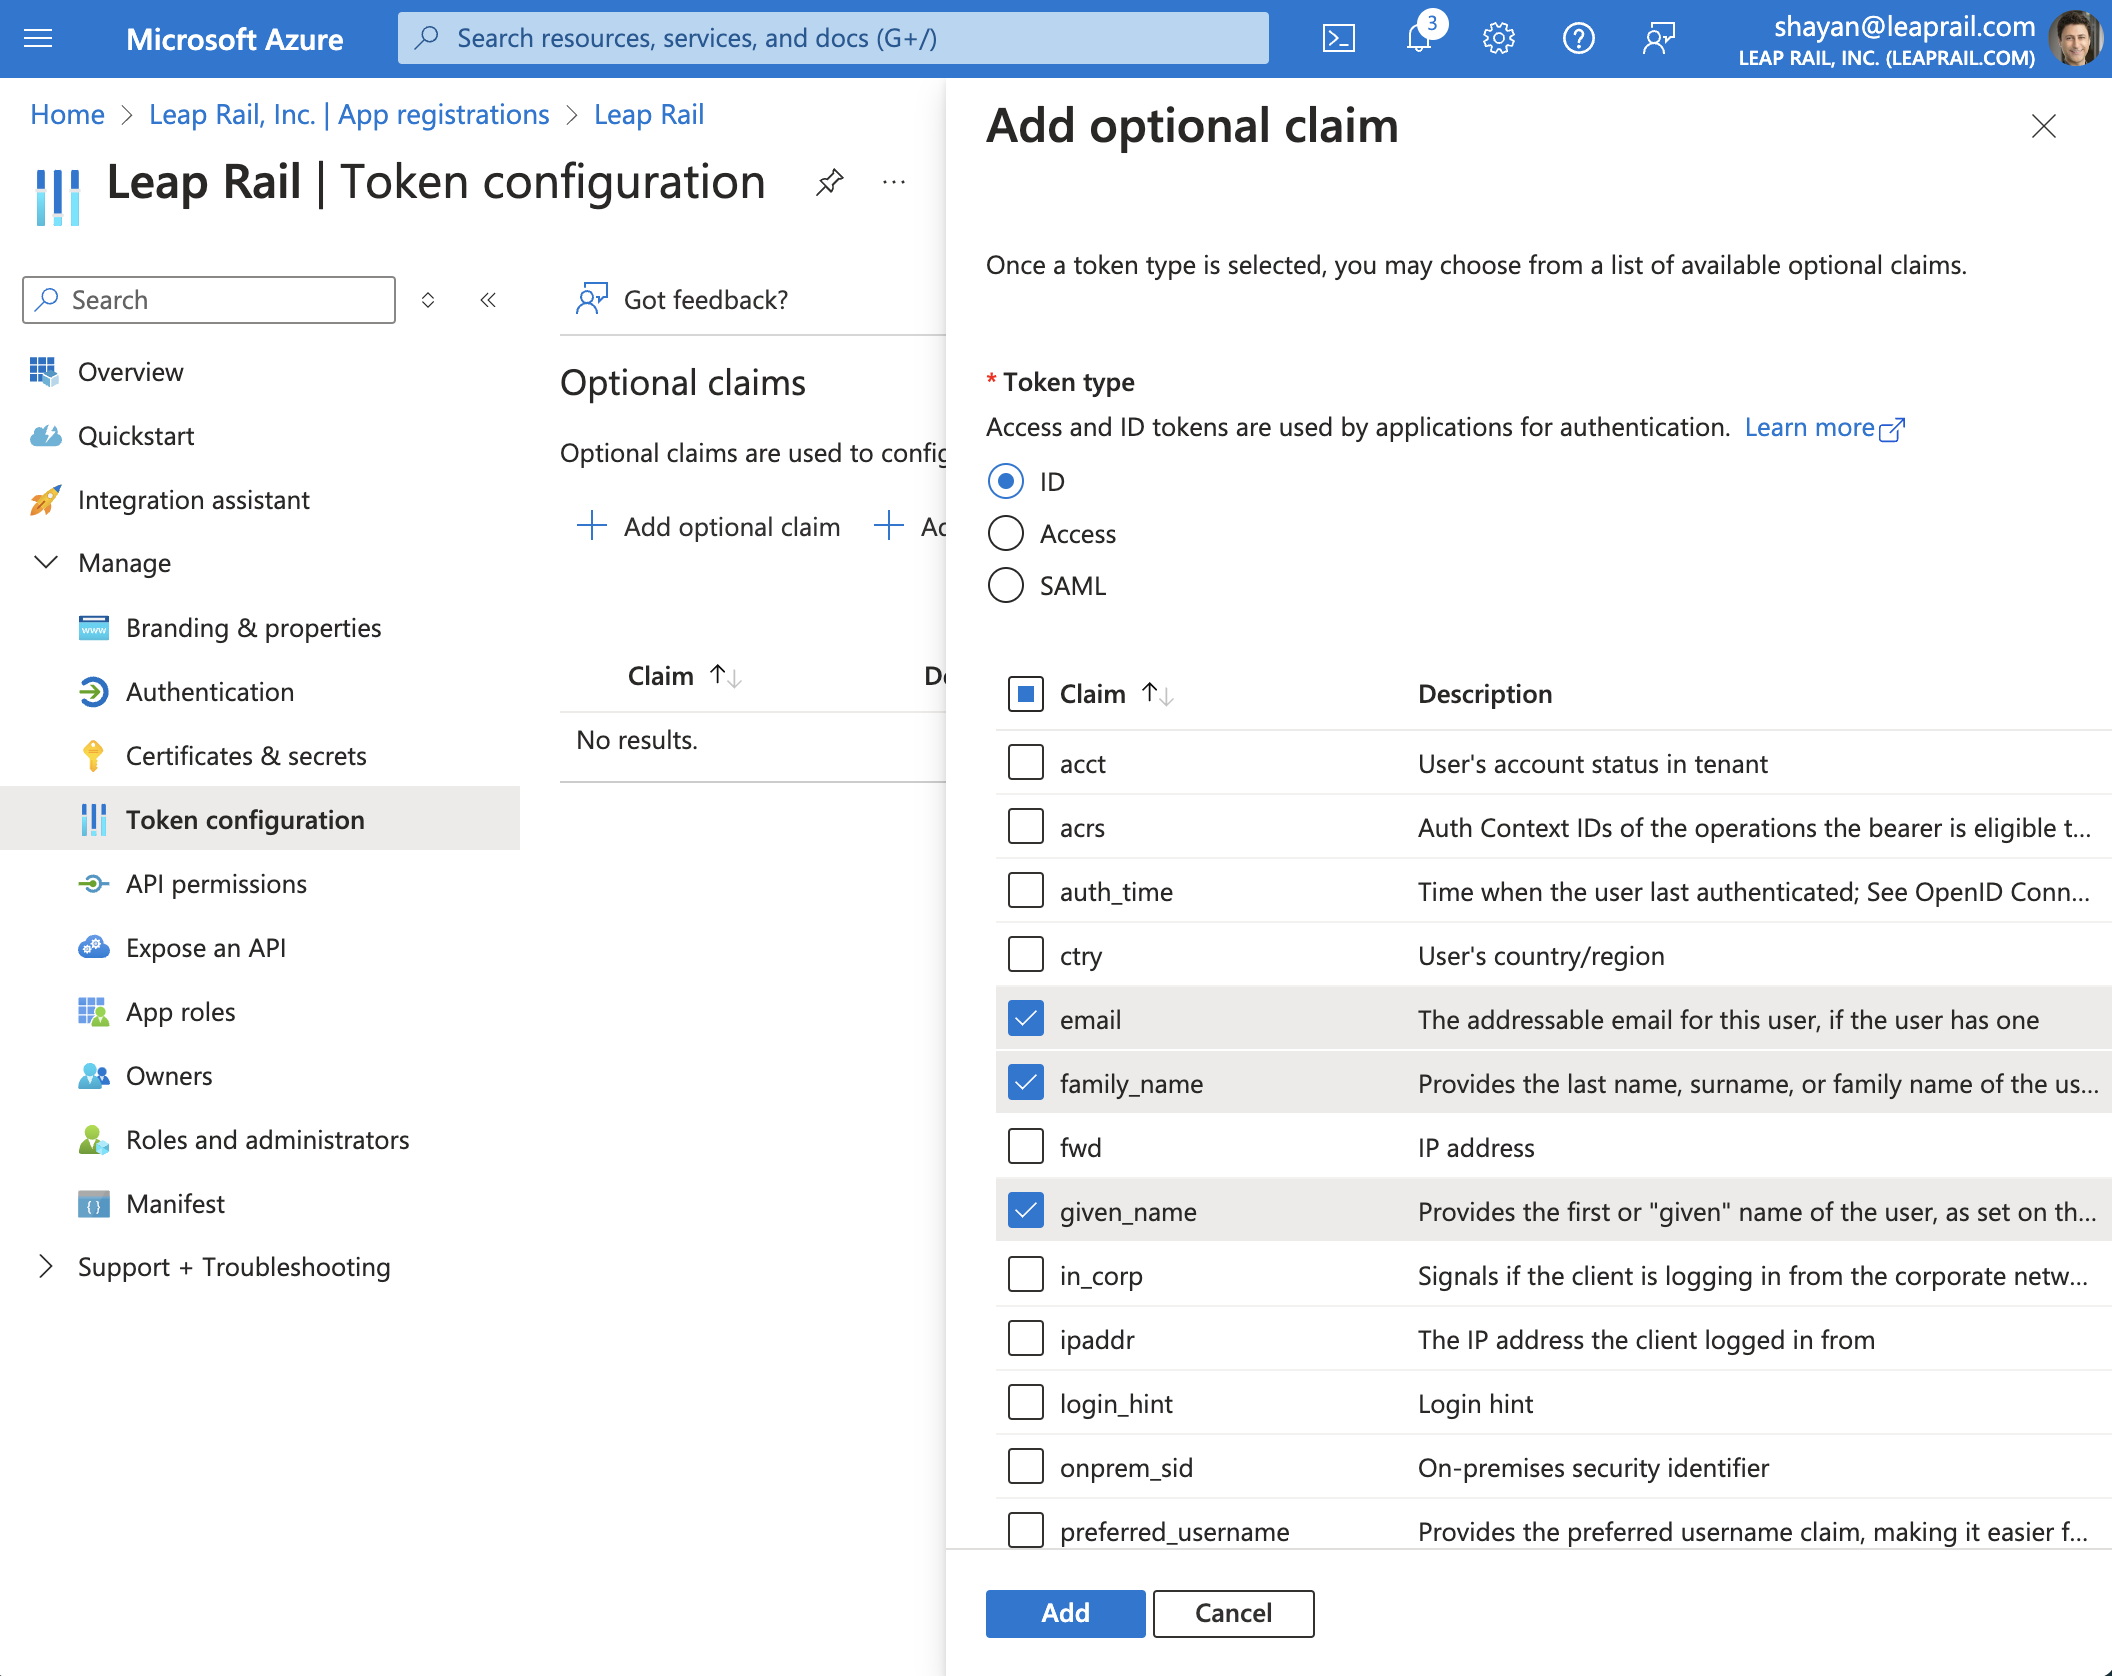 Microsoft Azure
Search resources, services, and docs (G+/)
3
shayan@leaprail.com
LEAP RAIL, INC. (LEAPRAIL.COM)
Home > Leap Rail, Inc. | App registrations > Leap Rail
Leap Rail | Token configuration
Search
Overview
Quickstart
Integration assistant
Manage
Branding & properties
Authentication
Certificates & secrets
Token configuration
API permissions
Expose an API
App roles
Owners
Roles and administrators
Manifest
Support + Troubleshooting
Got feedback?
Optional claims
Optional claims are used to config
Add optional claim
Ad
Claim
De
No results.
Add optional claim
Once a token type is selected, you may choose from a list of available optional claims.
* Token type
Access and ID tokens are used by applications for authentication. Learn more
ID
Access
SAML
Claim Description
acct User's account status in tenant
acrs Auth Context IDs of the operations the bearer is eligible t...
auth_time Time when the user last authenticated; See OpenID Conn...
ctry User's country/region
email The addressable email for this user, if the user has one
family_name Provides the last name, surname, or family name of the us...
fwd IP address
given_name Provides the first or "given" name of the user, as set on th...
in_corp Signals if the client is logging in from the corporate netw...
ipaddr The IP address the client logged in from
login_hint Login hint
onprem_sid On-premises security identifier
preferred_username Provides the preferred username claim, making it easier f...
Add
Cancel